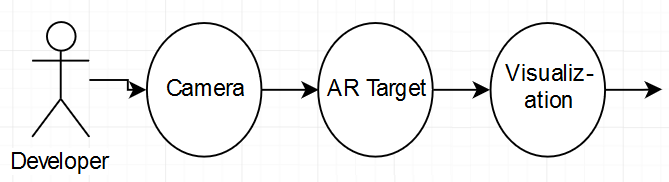 Camera
AR Target
Visualiz-
ation
Developer